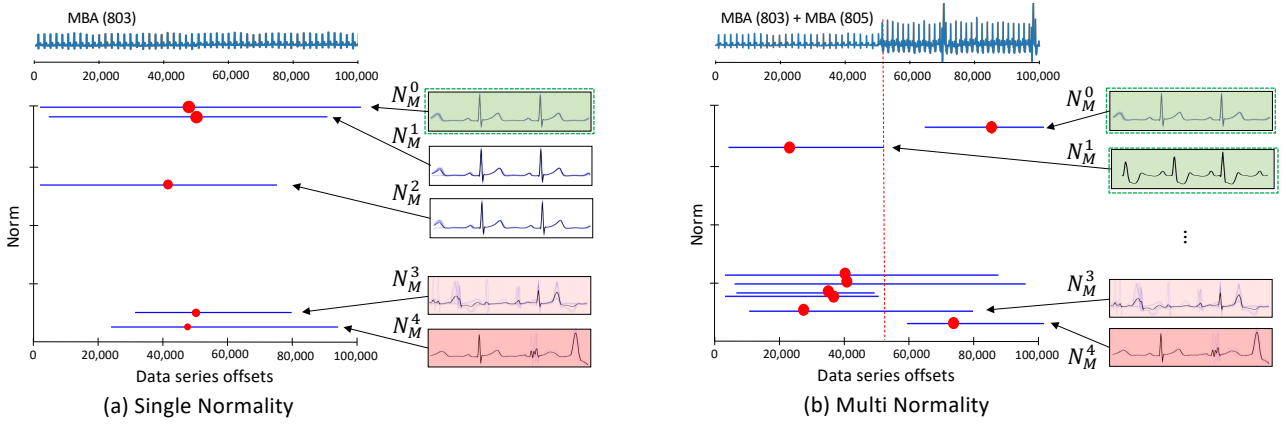 MBA (803)
0 20,000 40,000 60,000 80,000 100,000
Norm
N_M^0
N_M^1
N_M^2
N_M^3
N_M^4
0 20,000 40,000 60,000 80,000 100,000
Data series offsets
(a) Single Normality
MBA (803) + MBA (805)
0 20,000 40,000 60,000 80,000 100,000
Norm
N_M^0
N_M^1
...
N_M^3
N_M^4
0 20,000 40,000 60,000 80,000 100,000
Data series offsets
(b) Multi Normality